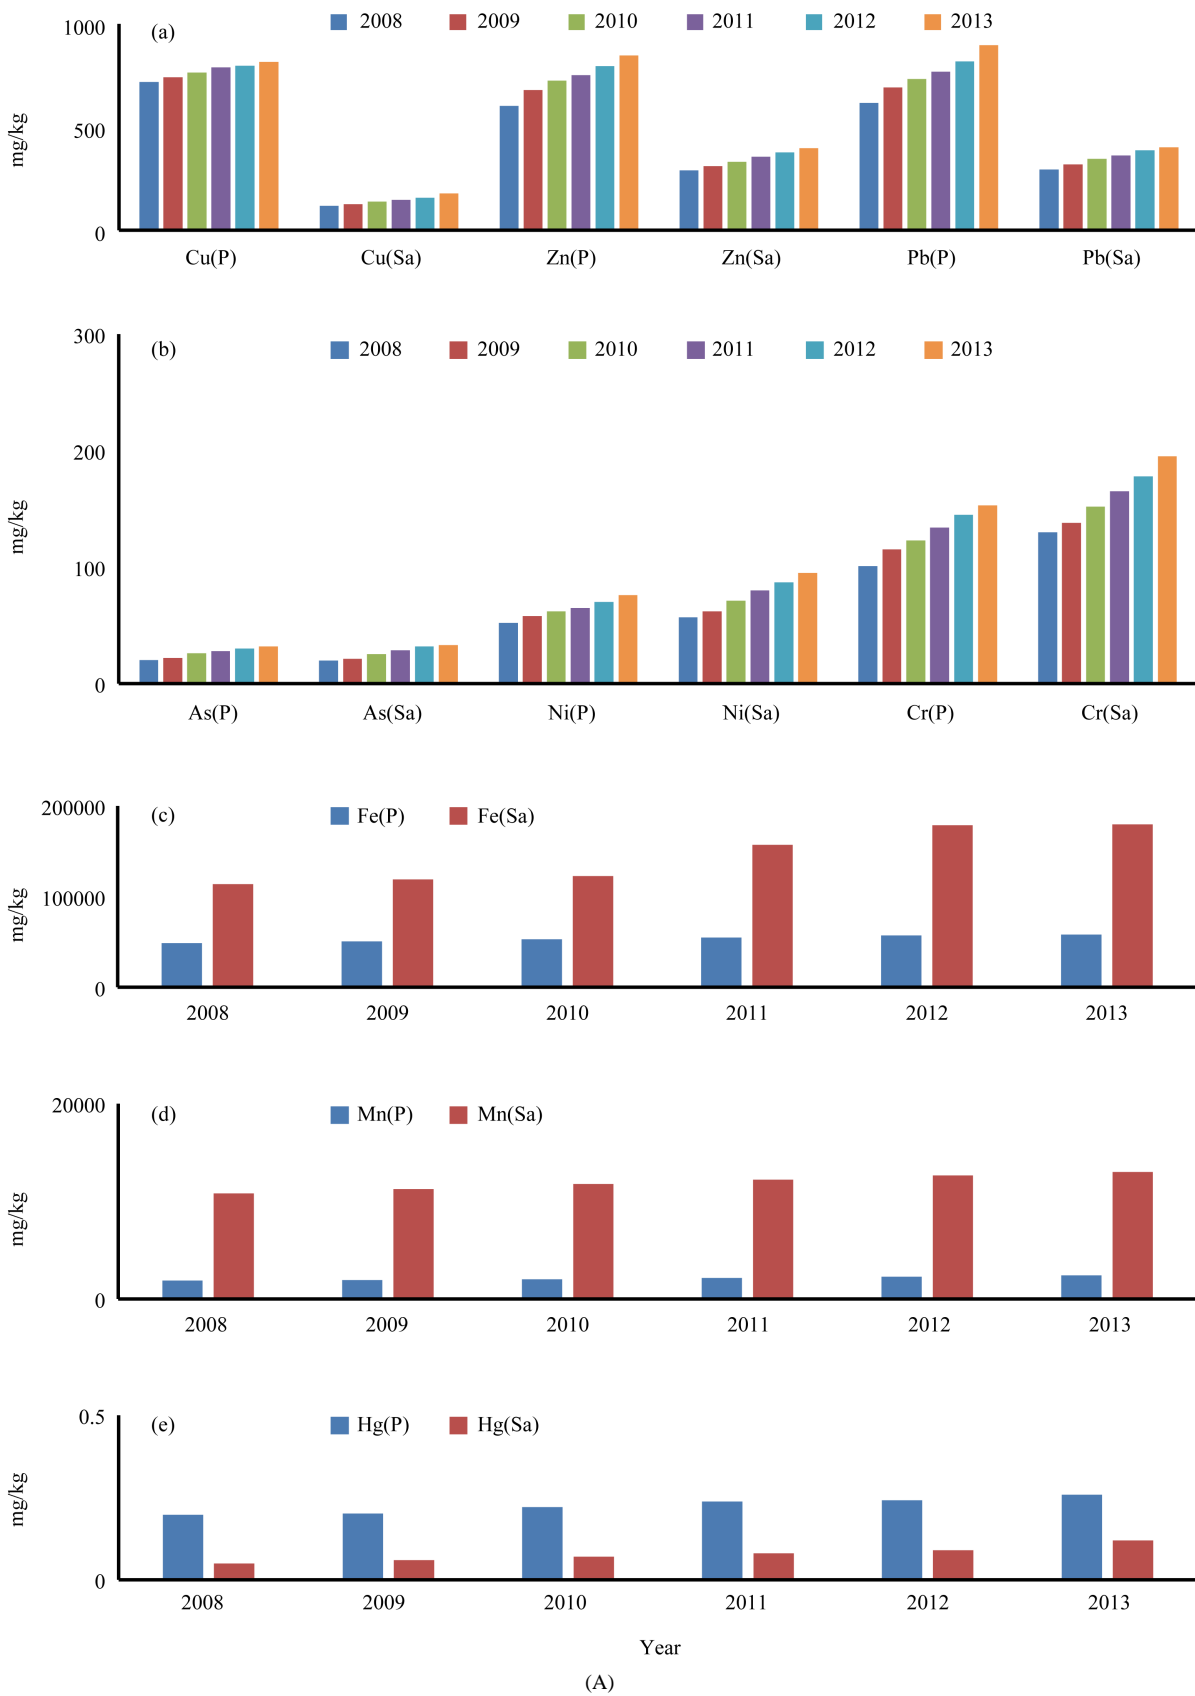 (a) 2008 2009 2010 2011 2012 2013
1000
500
0
mg/kg
Cu(P) Cu(Sa) Zn(P) Zn(Sa) Pb(P) Pb(Sa)
(b) 2008 2009 2010 2011 2012 2013
300
200
100
0
mg/kg
As(P) As(Sa) Ni(P) Ni(Sa) Cr(P) Cr(Sa)
(c) Fe(P) Fe(Sa)
200000
100000
0
mg/kg
2008 2009 2010 2011 2012 2013
(d) Mn(P) Mn(Sa)
20000
0
mg/kg
2008 2009 2010 2011 2012 2013
(e) Hg(P) Hg(Sa)
0.5
0
mg/kg
2008 2009 2010 2011 2012 2013
Year
(A)